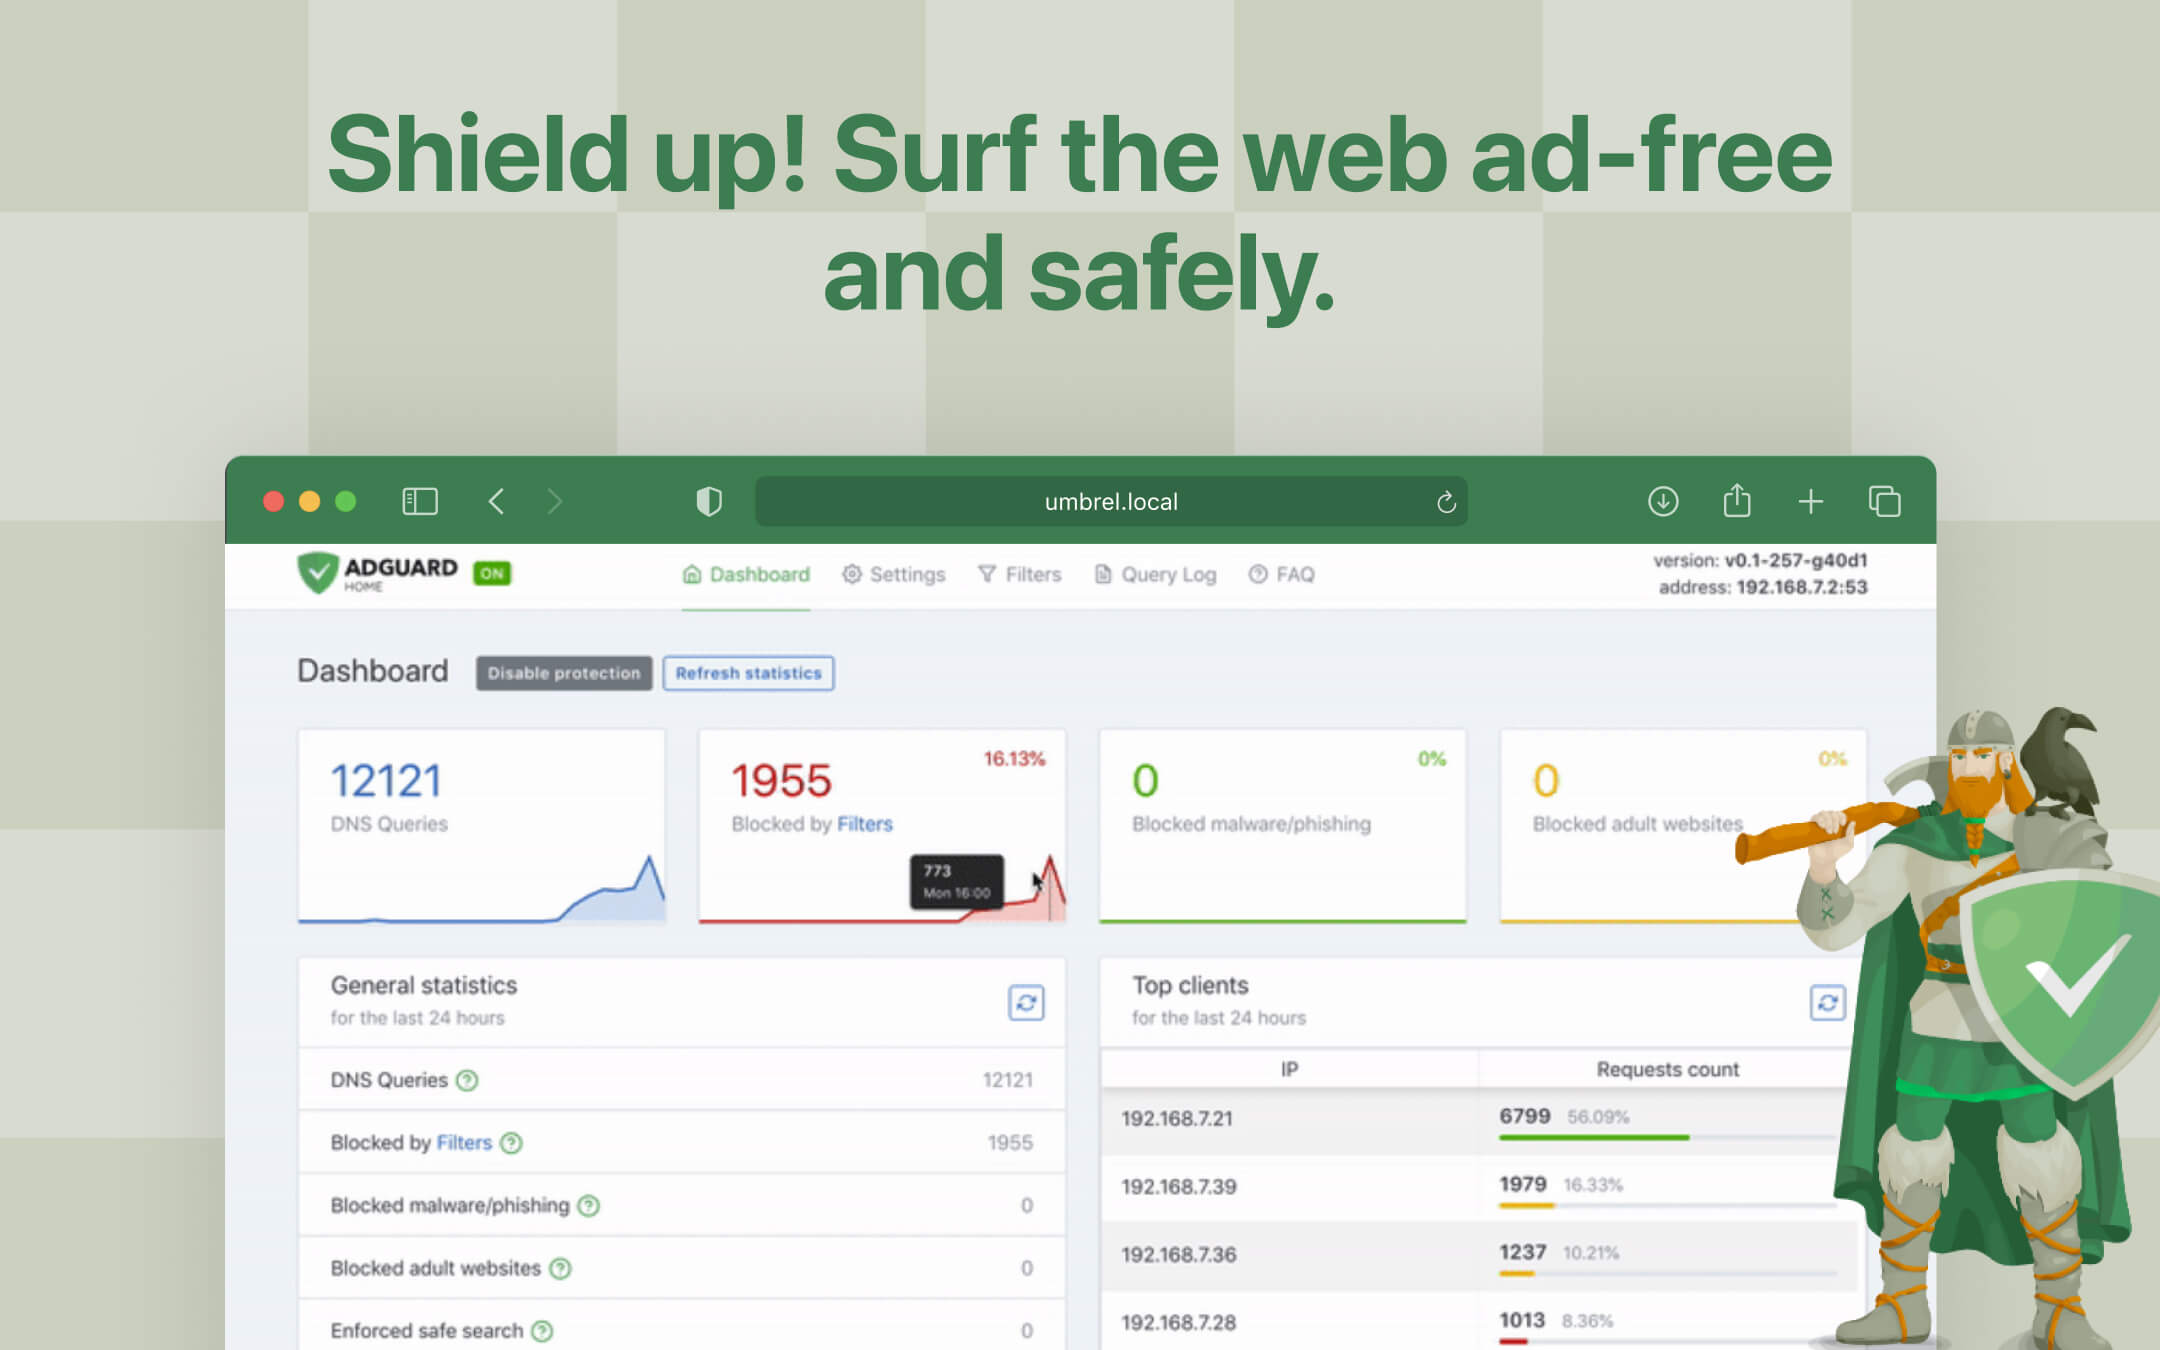 Shield up! Surf the web ad-free
and safely.
umbrel.local
ADGUARD
HOME
ON
Dashboard
Settings
Filters
Query Log
FAQ
version: v0.1-257-g40d1
address: 192.168.7.2:53
Dashboard
Disable protection
Refresh statistics
12121
DNS Queries
1955
16.13%
Blocked by Filters
773
Mon 16:00
0
0%
Blocked malware/phishing
0
0%
Blocked adult websites
General statistics
for the last 24 hours
DNS Queries 12121
Blocked by Filters 1955
Blocked malware/phishing 0
Blocked adult websites 0
Enforced safe search 0
Top clients
for the last 24 hours
IP Requests count
192.168.7.21 6799 56.09%
192.168.7.39 1979 16.33%
192.168.7.36 1237 10.21%
192.168.7.28 1013 8.36%